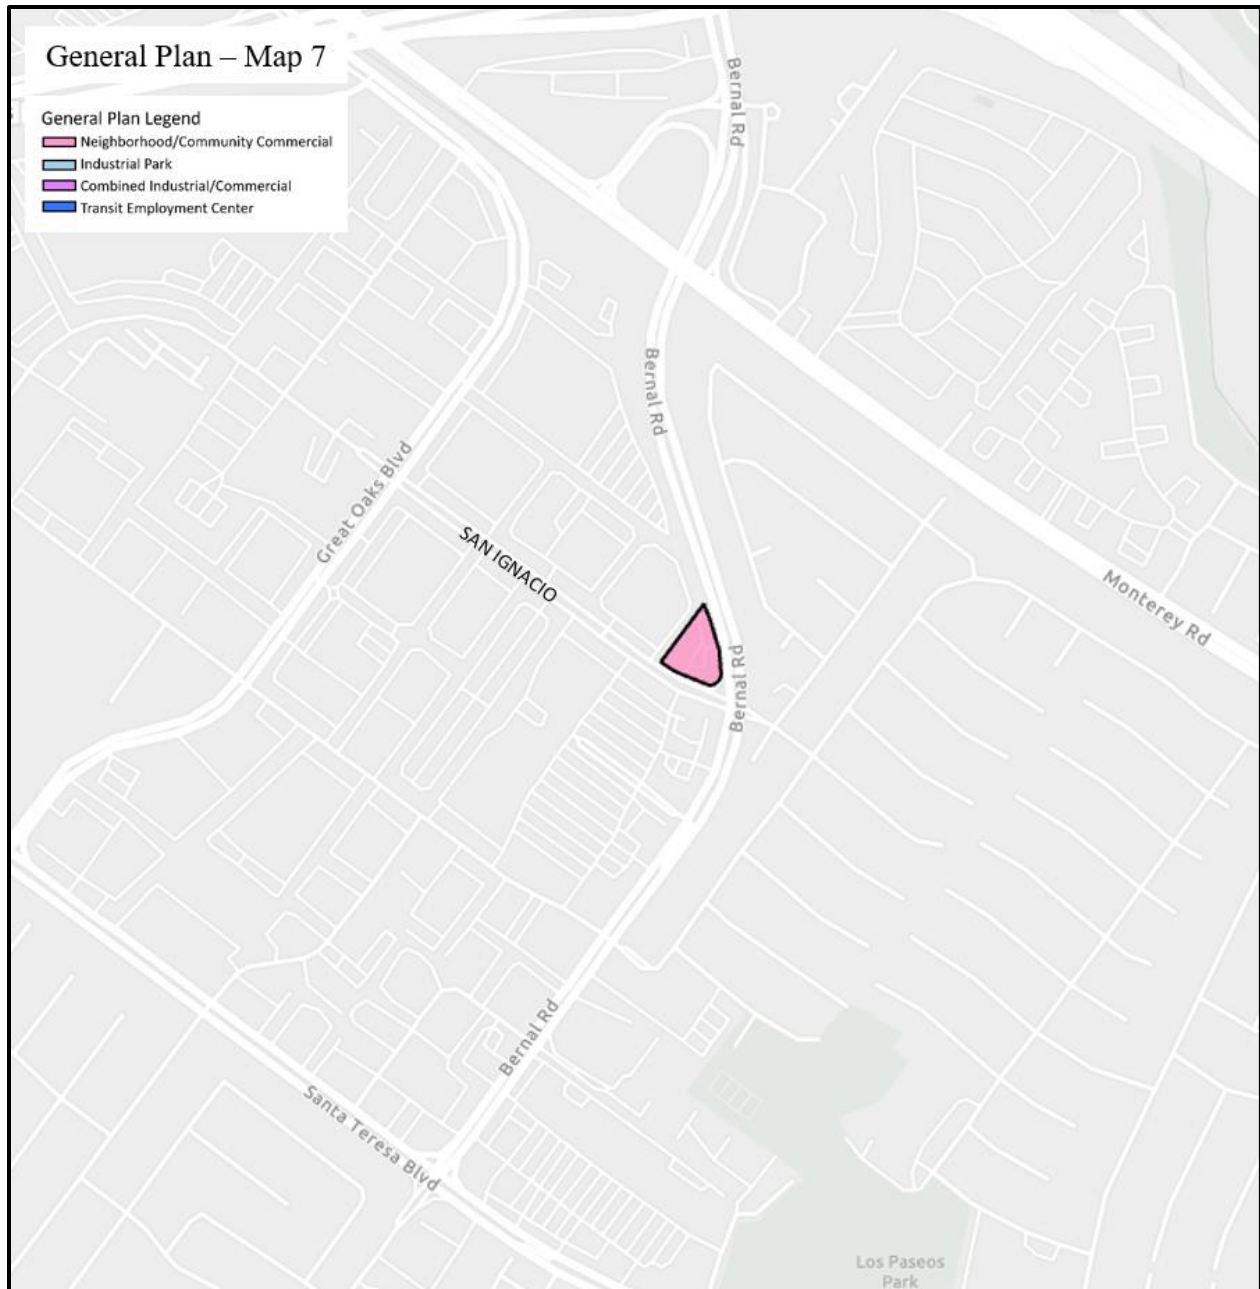 General Plan – Map 7
General Plan Legend
Neighborhood/Community Commercial
Industrial Park
Combined Industrial/Commercial
Transit Employment Center
Bernal Rd
Bernal Rd
Great Oaks Blvd
SAN IGNACIO
Monterey Rd
Bernal Rd
Bernal Rd
Santa Teresa Blvd
Los Paseos
Park